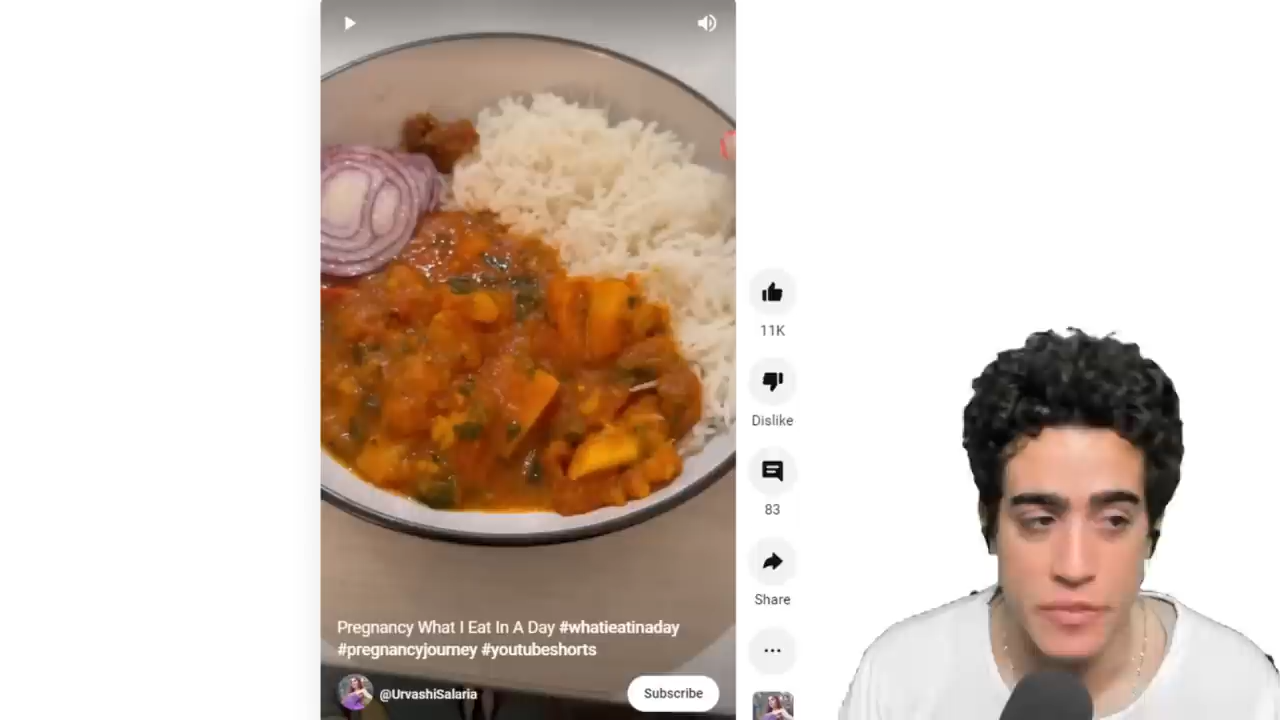 11K
Dislike
83
Share
Pregnancy What I Eat In A Day #whatieatinaday
#pregnancyjourney #youtubeshorts
@UrvashiSalaria
Subscribe